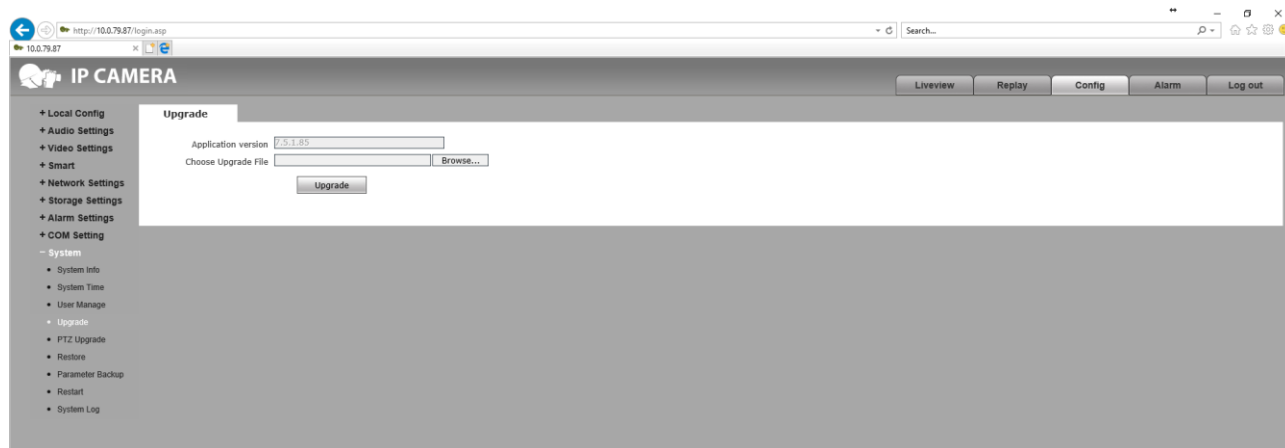 http://10.0.79.87/login.asp
Search...
10.0.79.87
IP CAMERA
Liveview
Replay
Config
Alarm
Log out
+ Local Config
+ Audio Settings
+ Video Settings
+ Smart
+ Network Settings
+ Storage Settings
+ Alarm Settings
+ COM Setting
− System
• System Info
• System Time
• User Manage
• Upgrade
• PTZ Upgrade
• Restore
• Parameter Backup
• Restart
• System Log
Upgrade
Application version 7.5.1.85
Choose Upgrade File Browse...
Upgrade